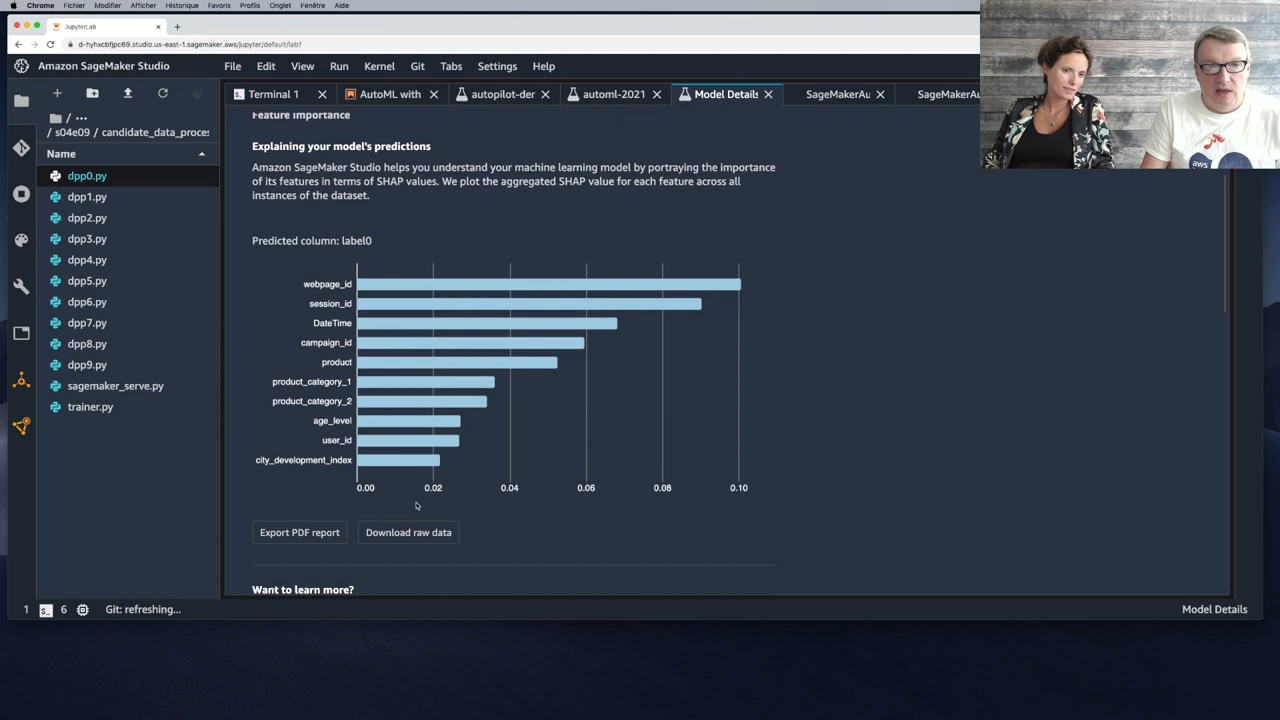 Chrome Fichier Modifier Afficher Historique Favoris Profils Onglet Fenêtre Aide
JupyterLab
d-hyhxcbfjpc69.studio.us-east-1.sagemaker.aws/jupyter/default/lab?
Amazon SageMaker Studio File Edit View Run Kernel Git Tabs Settings Help
Terminal 1 AutoML with autopilot-der automl-2021 Model Details SageMakerAu SageMakerAu
/ ...
/ s04e09 / candidate_data_proces
Name
dpp0.py
dpp1.py
dpp2.py
dpp3.py
dpp4.py
dpp5.py
dpp6.py
dpp7.py
dpp8.py
dpp9.py
sagemaker_serve.py
trainer.py
Feature Importance
Explaining your model's predictions
Amazon SageMaker Studio helps you understand you machine learning model by portraying the importance
of its features in terms of SHAP values. We plot the aggregated SHAP value for each feature across all
instances of the dataset.
Predicted column: label0
webpage_id
session_id
DateTime
campaign_id
product
product_category_1
product_category_2
age_level
user_id
city_development_index
0.00 0.02 0.04 0.06 0.08 0.10
Export PDF report Download raw data
Want to learn more?
1 6 Git: refreshing... Model Details
aws